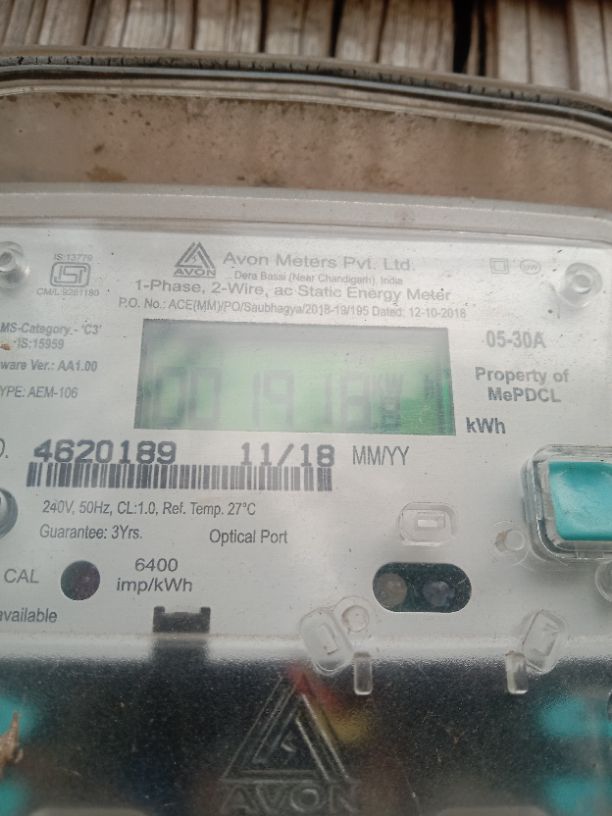 IS:13779
ISI
CM/L:9281180
AVON
Avon Meters Pvt. Ltd.
Dera Bassi (Near Chandigarh) India
1-Phase, 2-Wire, ac Static Energy Meter
P.O. No.: ACE(MM)/PO/Saubhagya/2018-19/195 Dated: 12-10-2018
MS-Category.- 'C3'
IS:15959
ware Ver.: AA1.00
YPE: AEM-106
05-30A
Property of
MePDCL
kWh
4620189 11/18 MM/YY
240V, 50Hz, CL:1.0, Ref. Temp. 27°C
Guarantee: 3Yrs.
Optical Port
CAL
6400
imp/kWh
available
AVON